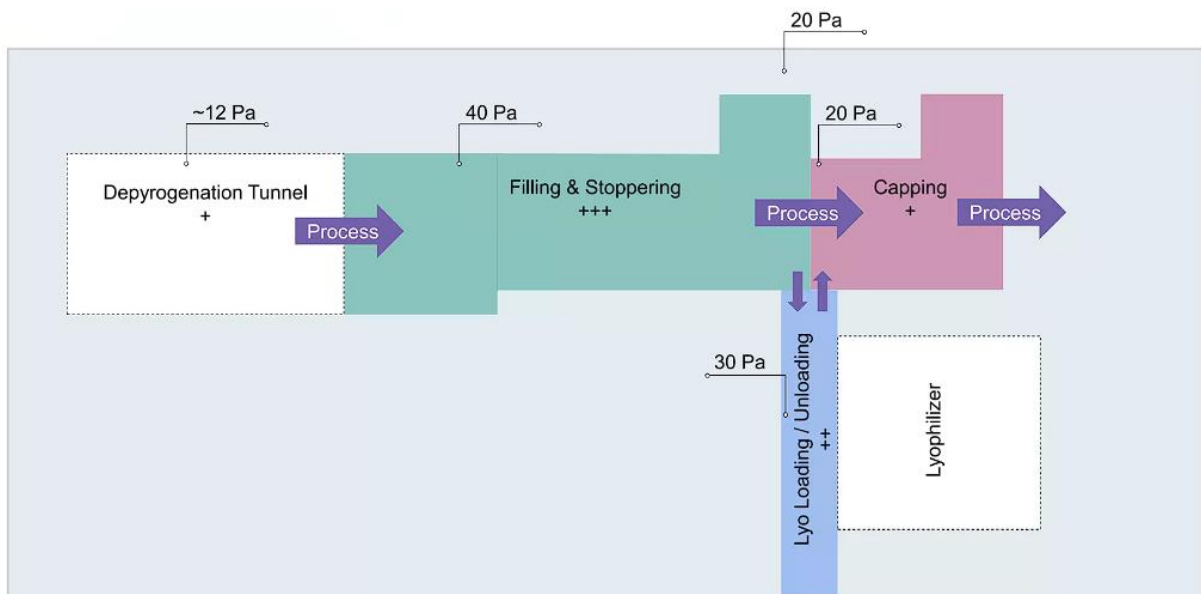 20 Pa
~12 Pa
40 Pa
20 Pa
Depyrogenation Tunnel
+
Filling & Stoppering
+++
Capping
+
Process
Process
Process
30 Pa
Lyo Loading / Unloading
++
Lyophilizer